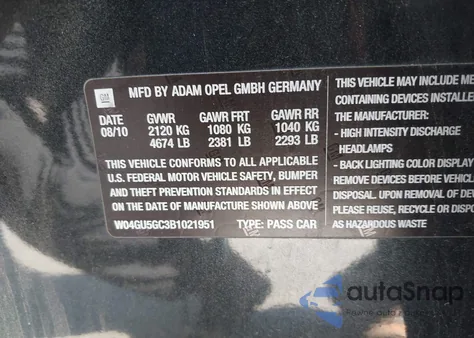 MFD BY ADAM OPEL GMBH GERMANY
DATE GVWR GAWR FRT GAWR RR
08/10 2120 KG 1080 KG 1040 KG
4674 LB 2381 LB 2293 LB
THIS VEHICLE CONFORMS TO ALL APPLICABLE
U.S. FEDERAL MOTOR VEHICLE SAFETY, BUMPER
AND THEFT PREVENTION STANDARDS IN EFFECT
ON THE DATE OF MANUFACTURE SHOWN ABOVE.
W04GU5GC3B1021951 TYPE: PASS CAR
THIS VEHICLE MAY INCLUDE
CONTAINING DEVICES
THE MANUFACTURER:
- HIGH INTENSITY DISCHARGE
HEADLAMPS
- BACK LIGHTING COLOR DISPLAY
REMOVE DEVICES BEFORE VEHICLE
DISPOSAL. UPON REMOVAL OF
PLEASE REUSE, RECYCLE OR
AS HAZARDOUS WASTE
autoSnap